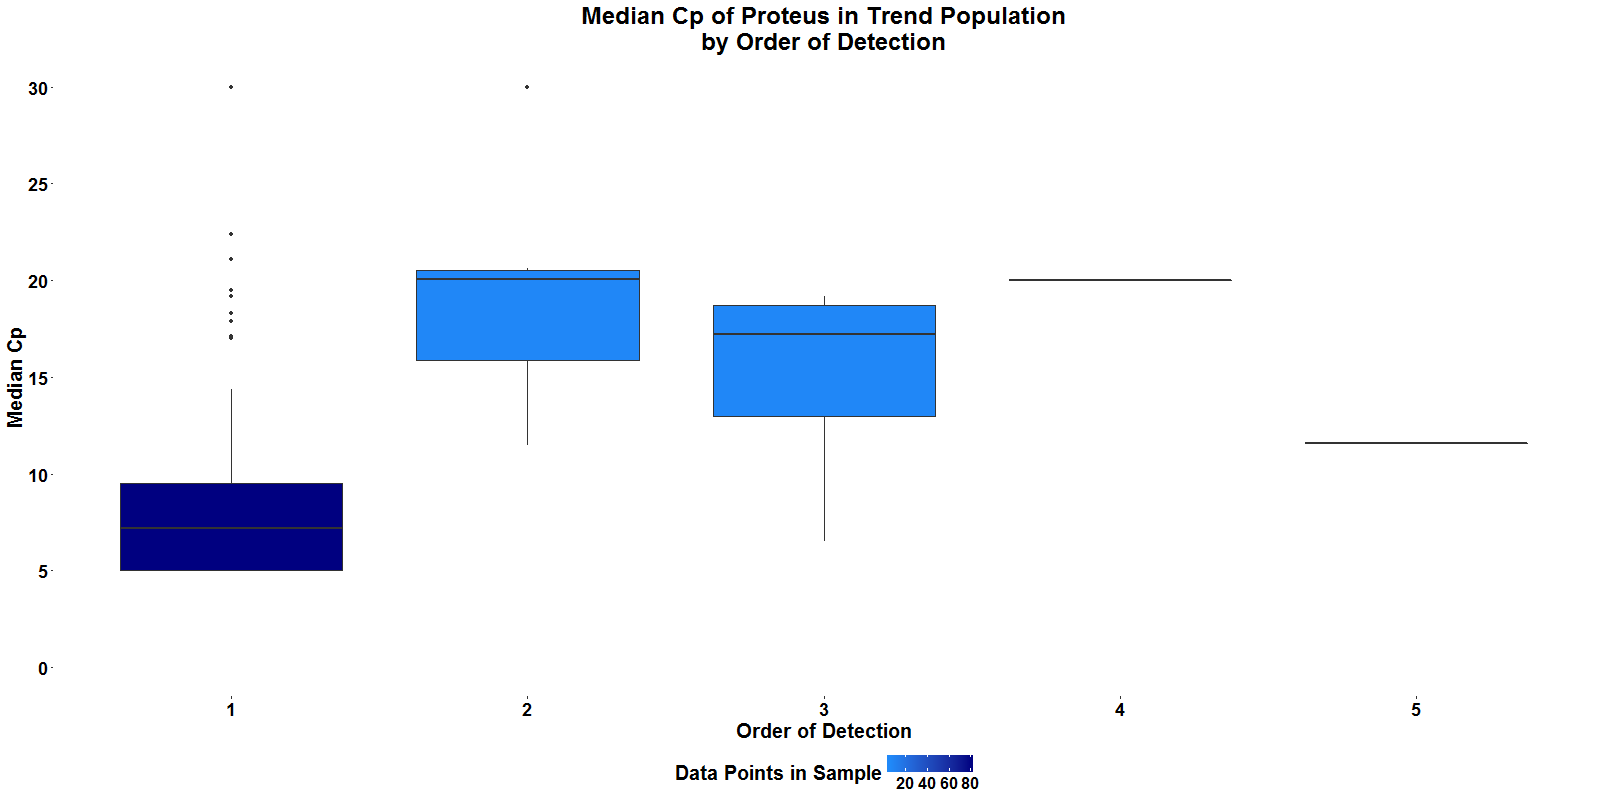 Median Cp of Proteus in Trend Population
by Order of Detection
30
25
20
15
10
5
0
Median Cp
1 2 3 4 5
Order of Detection
Data Points in Sample
20 40 60 80